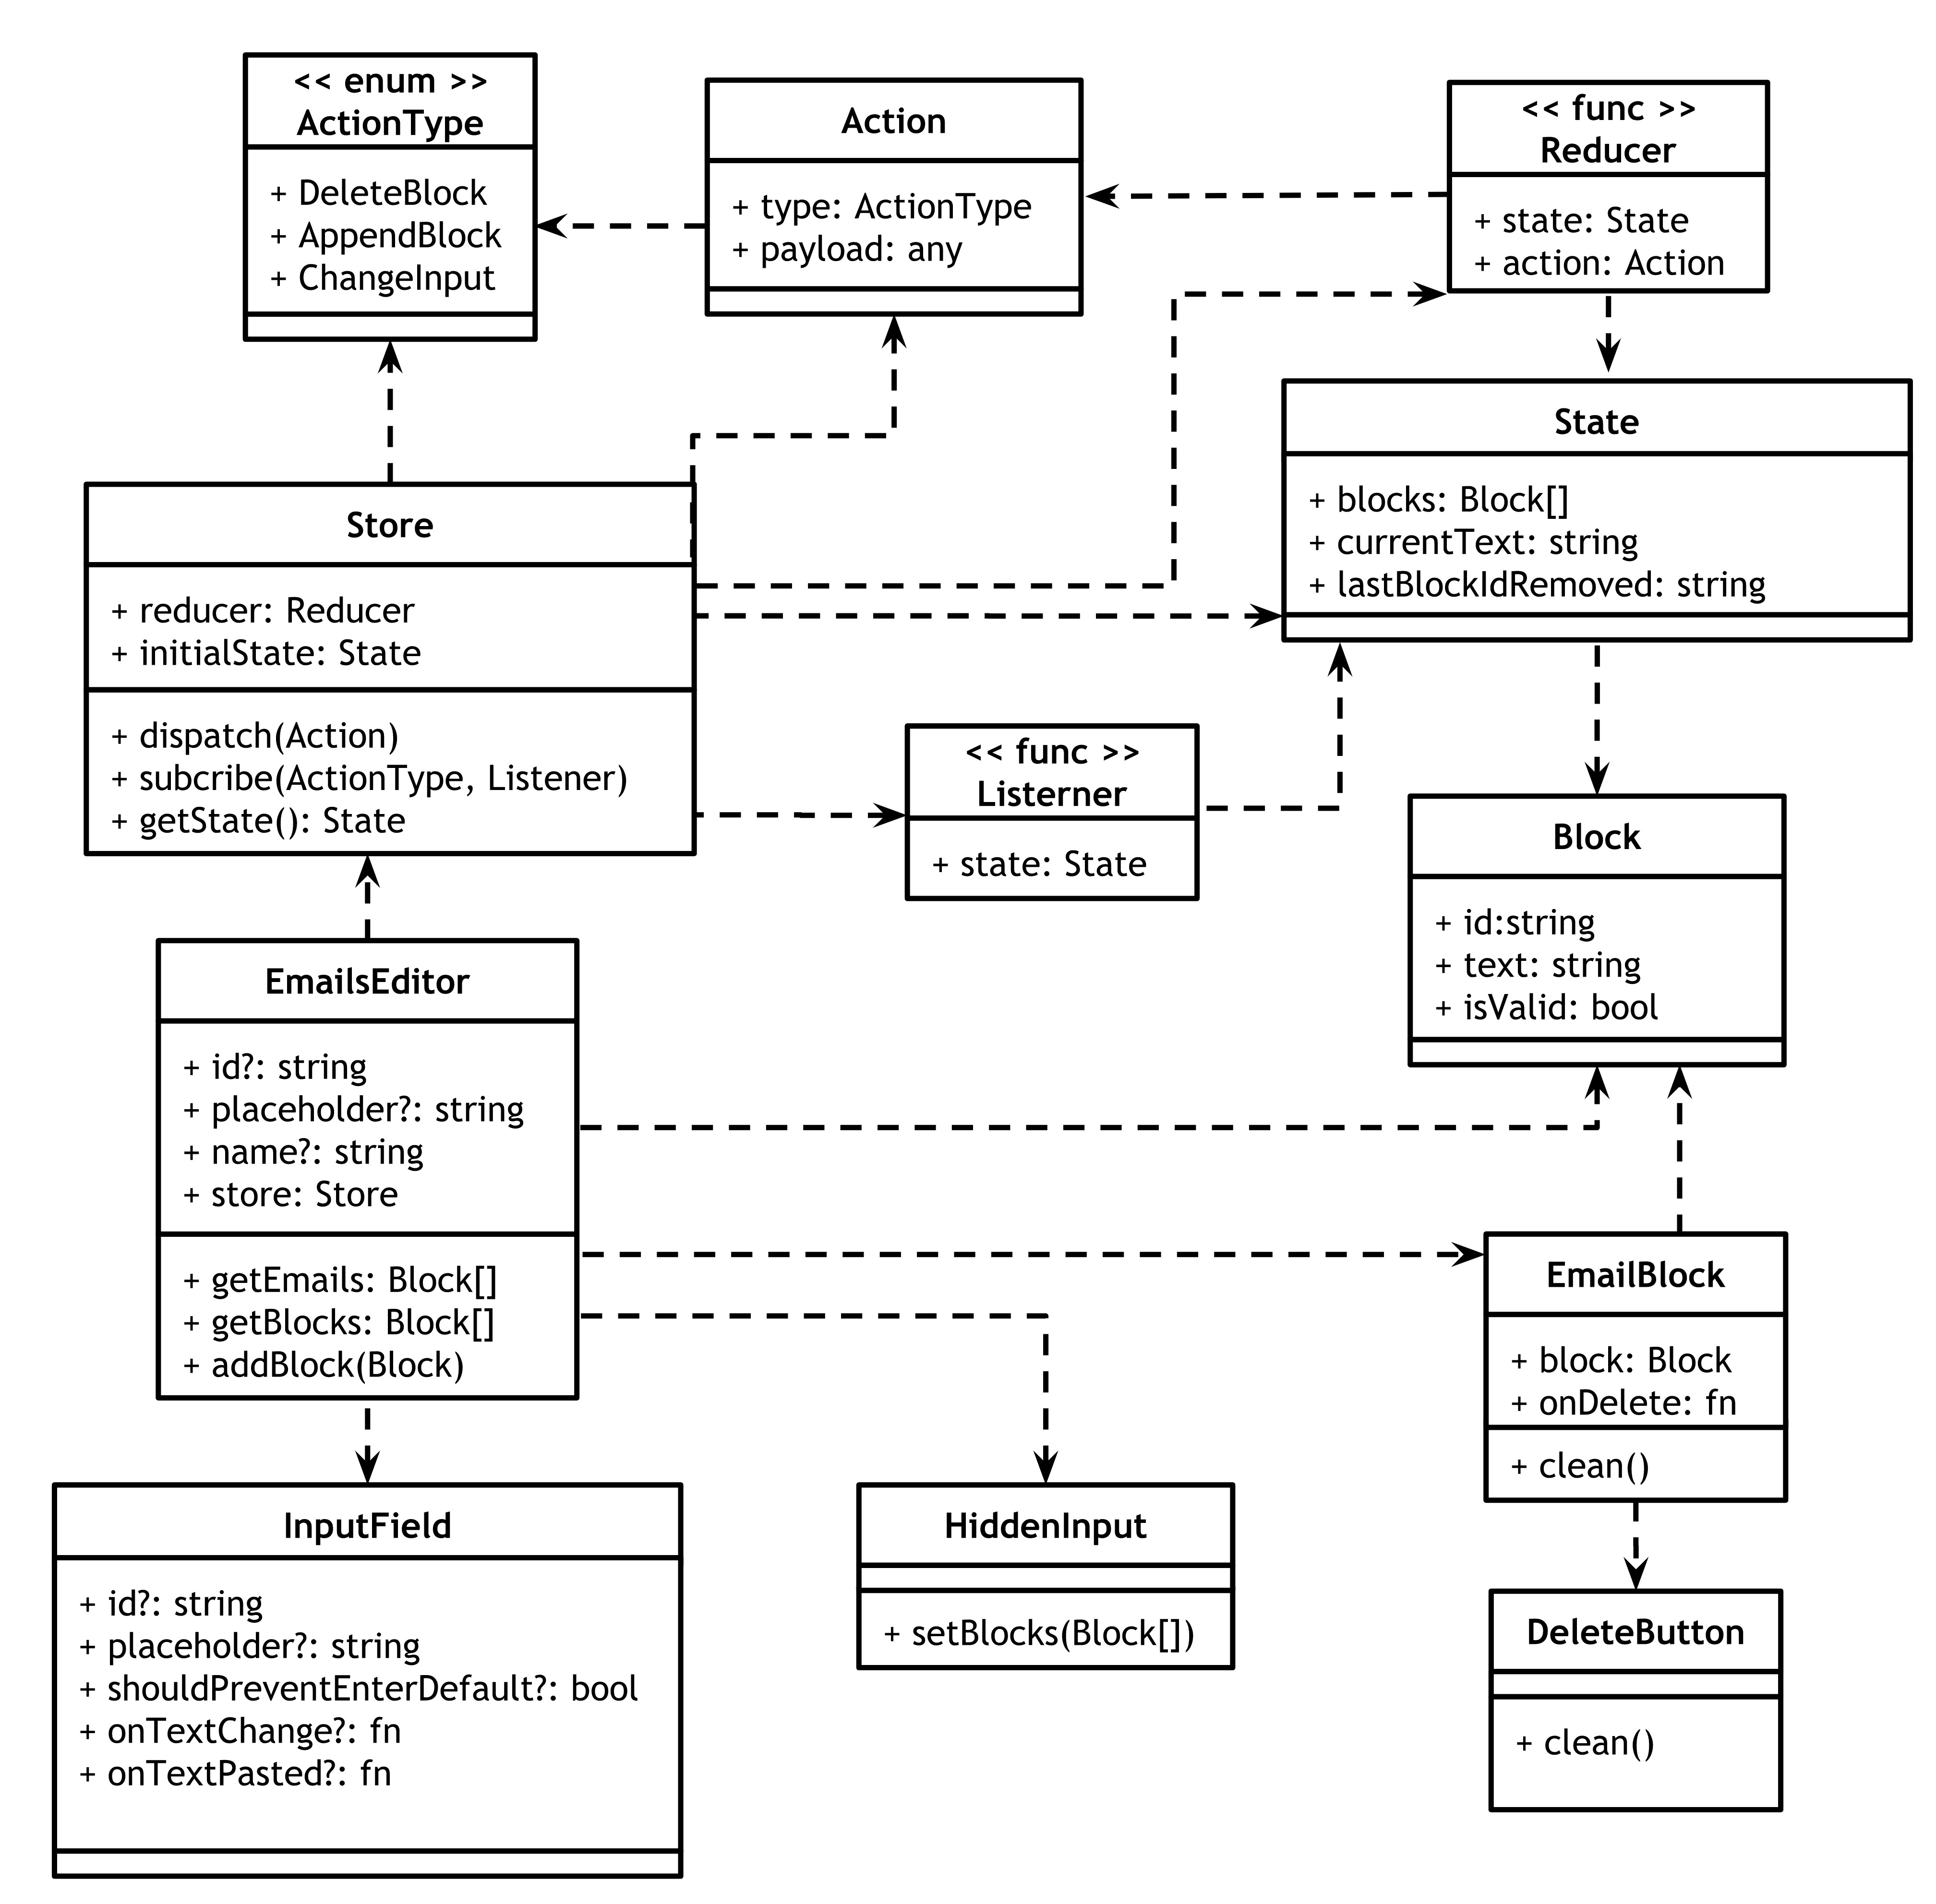 << enum >>
ActionType
+ DeleteBlock
+ AppendBlock
+ ChangeInput
Action
+ type: ActionType
+ payload: any
<< func >>
Reducer
+ state: State
+ action: Action
State
+ blocks: Block[]
+ currentText: string
+ lastBlockIdRemoved: string
Store
+ reducer: Reducer
+ initialState: State
+ dispatch(Action)
+ subcribe(ActionType, Listener)
+ getState(): State
<< func >>
Listerner
+ state: State
Block
+ id:string
+ text: string
+ isValid: bool
EmailsEditor
+ id?: string
+ placeholder?: string
+ name?: string
+ store: Store
+ getEmails: Block[]
+ getBlocks: Block[]
+ addBlock(Block)
EmailBlock
+ block: Block
+ onDelete: fn
+ clean()
InputField
+ id?: string
+ placeholder?: string
+ shouldPreventEnterDefault?: bool
+ onTextChange?: fn
+ onTextPasted?: fn
HiddenInput
+ setBlocks(Block[])
DeleteButton
+ clean()